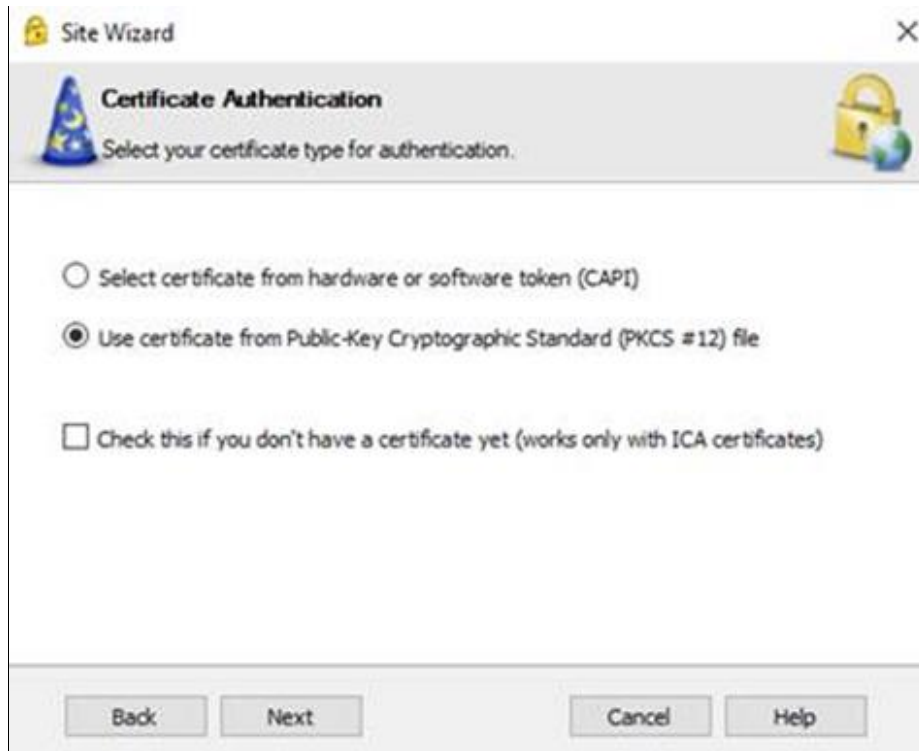 Site Wizard
Certificate Authentication
Select your certificate type for authentication.
Select certificate from hardware or software token (CAPI)
Use certificate from Public-Key Cryptographic Standard (PKCS #12) file
Check this if you don't have a certificate yet (works only with ICA certificates)
Back Next Cancel Help